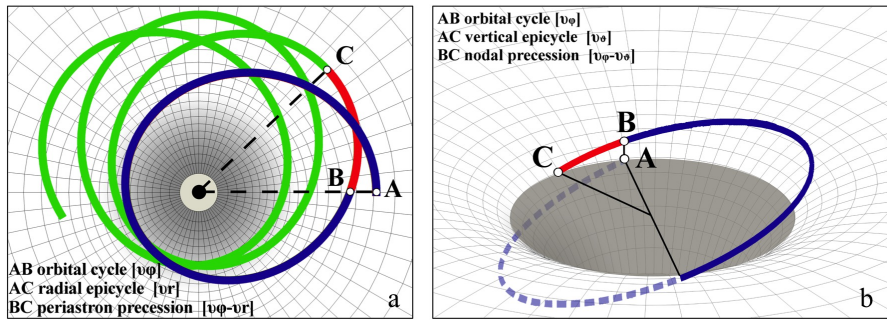 C
B
A
AB orbital cycle [υφ]
AC radial epicycle [υr]
BC periastron precession [υφ-υr]
a
AB orbital cycle [υφ]
AC vertical epicycle [υϑ]
BC nodal precession [υφ-υϑ]
B
C
A
b